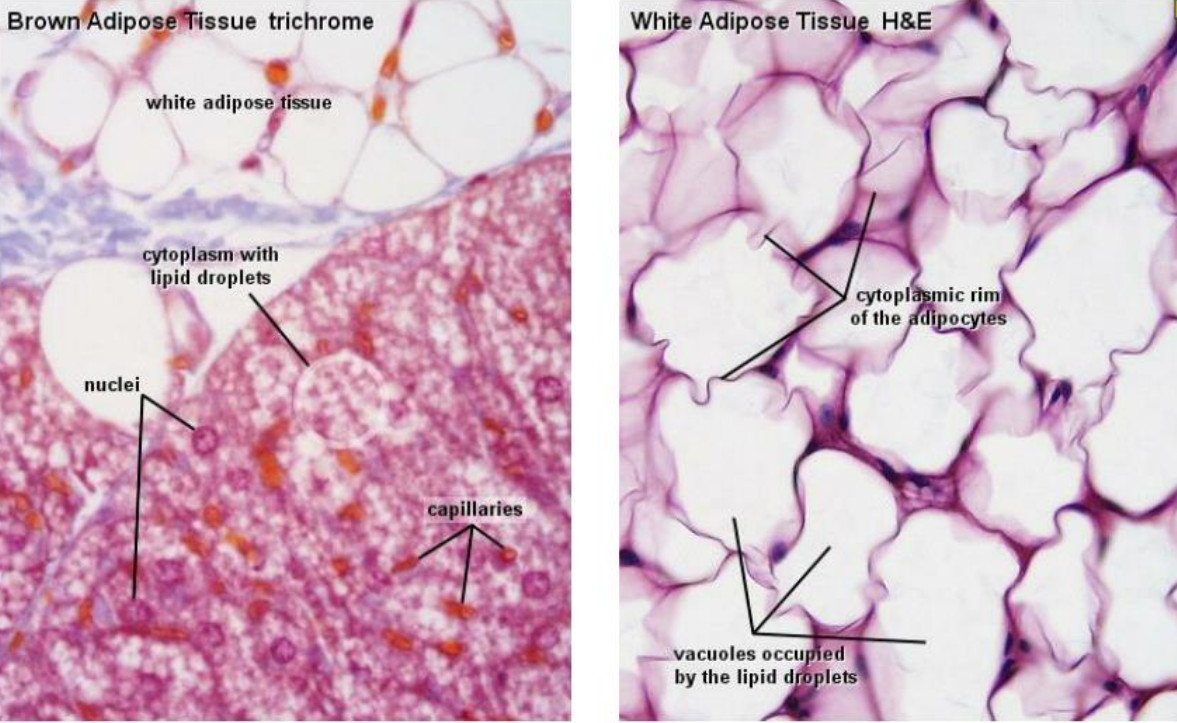 Brown Adipose Tissue trichrome
white adipose tissue
cytoplasm with
lipid droplets
nuclei
capillaries
White Adipose Tissue H&E
cytoplasmic rim
of the adipocytes
vacuoles occupied
by the lipid droplets